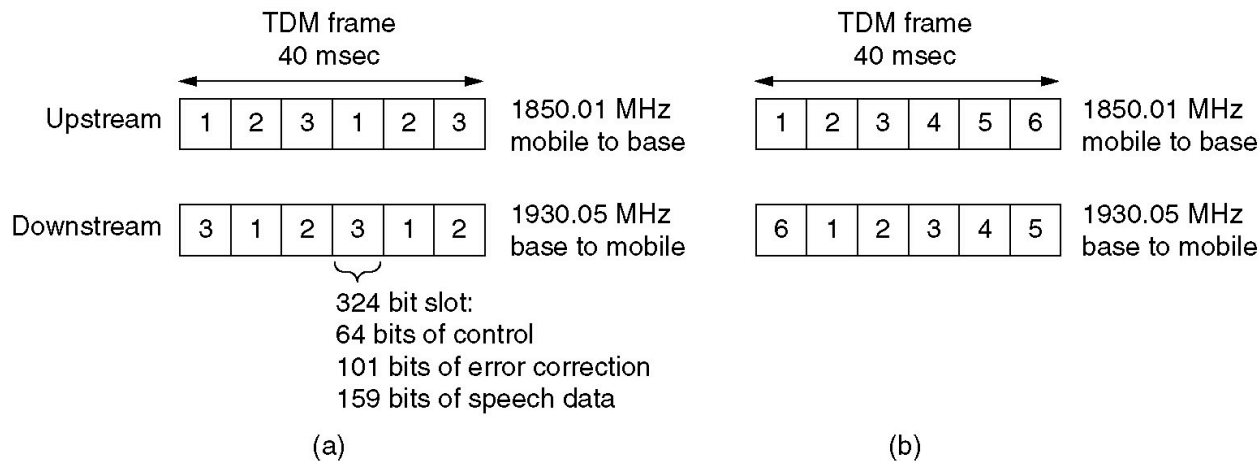 TDM frame
40 msec
Upstream 1 2 3 1 2 3 1850.01 MHz
mobile to base
Downstream 3 1 2 3 1 2 1930.05 MHz
base to mobile
324 bit slot:
64 bits of control
101 bits of error correction
159 bits of speech data
(a)
TDM frame
40 msec
1 2 3 4 5 6 1850.01 MHz
mobile to base
6 1 2 3 4 5 1930.05 MHz
base to mobile
(b)